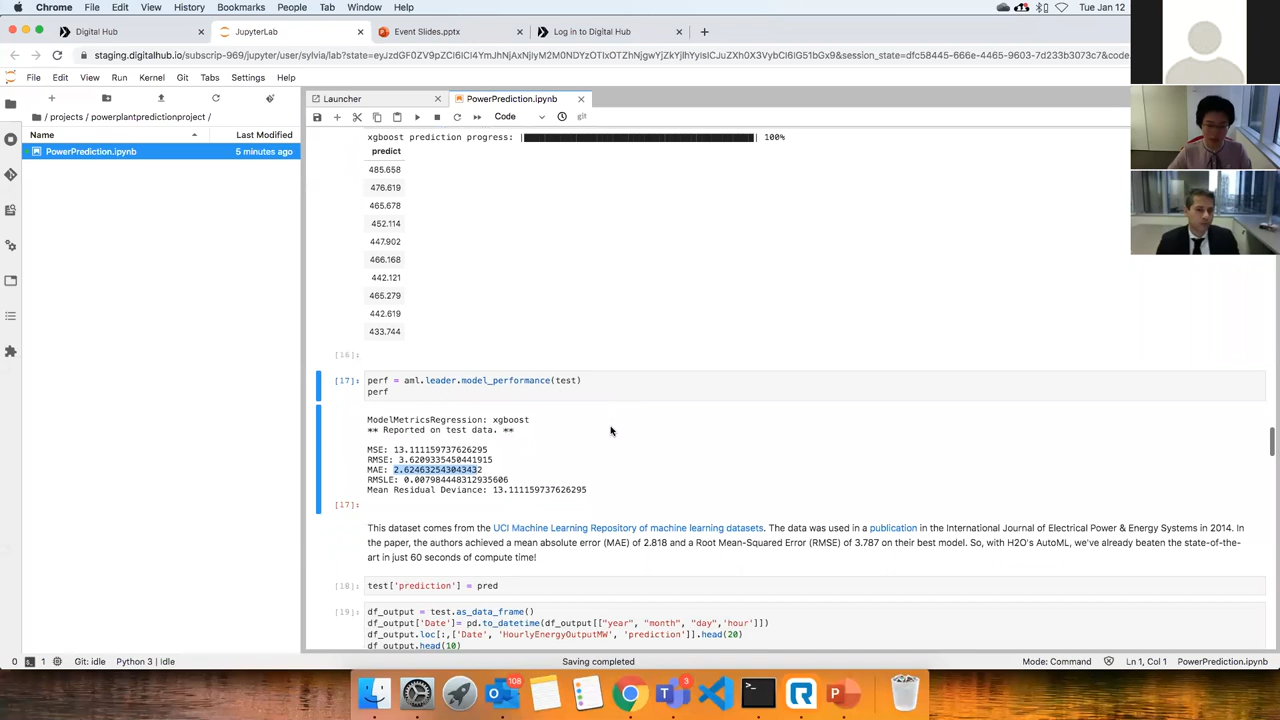 Chrome File Edit View History Bookmarks People Tab Window Help Tue Jan 12
Digital Hub JupyterLab Event Slides.pptx Log in to Digital Hub
File Edit View Run Kernel Git Tabs Settings Help
/ projects / powerplantpredictionproject /
Name Last Modified
PowerPrediction.ipynb 5 minutes ago
Launcher PowerPrediction.ipynb
Code git
xgboost prediction progress: | | 100%
predict
485.658
476.619
465.678
452.114
447.902
466.168
442.121
465.279
442.619
433.744
[16]:
[17]: perf = aml.leader.model_performance(test)
perf
ModelMetricsRegression: xgboost
** Reported on test data. **
MSE: 13.111159737626295
RMSE: 3.6209335450441915
MAE: 2.624632543043432
RMSLE: 0.007984448312935606
Mean Residual Deviance: 13.111159737626295
[17]:
This dataset comes from the UCI Machine Learning Repository of machine learning datasets. The data was used in a publication in the International Journal of Electrical Power & Energy Systems in 2014. In
the paper, the authors achieved a mean absolute error (MAE) of 2.818 and a Root Mean-Squared Error (RMSE) of 3.787 on their best model. So, with H2O's AutoML, we've already beaten the state-of-the-
art in just 60 seconds of compute time!
[18]: test['prediction'] = pred
[19]: df_output = test.as_data_frame()
df_output['Date']= pd.to_datetime(df_output[["year", "month", "day",'hour']])
df_output.loc[:,['Date', 'HourlyEnergyOutputMW', 'prediction']].head(20)
df_output.head(10)
0 1 Git: idle Python 3 | Idle Saving completed Mode: Command Ln 1, Col 1 PowerPrediction.ipynb
108 3